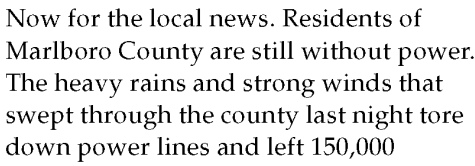 Now for the local news. Residents of
Marlboro County are still without power.
The heavy rains and strong winds that
swept through the county last night tore
down power lines and left 150,000